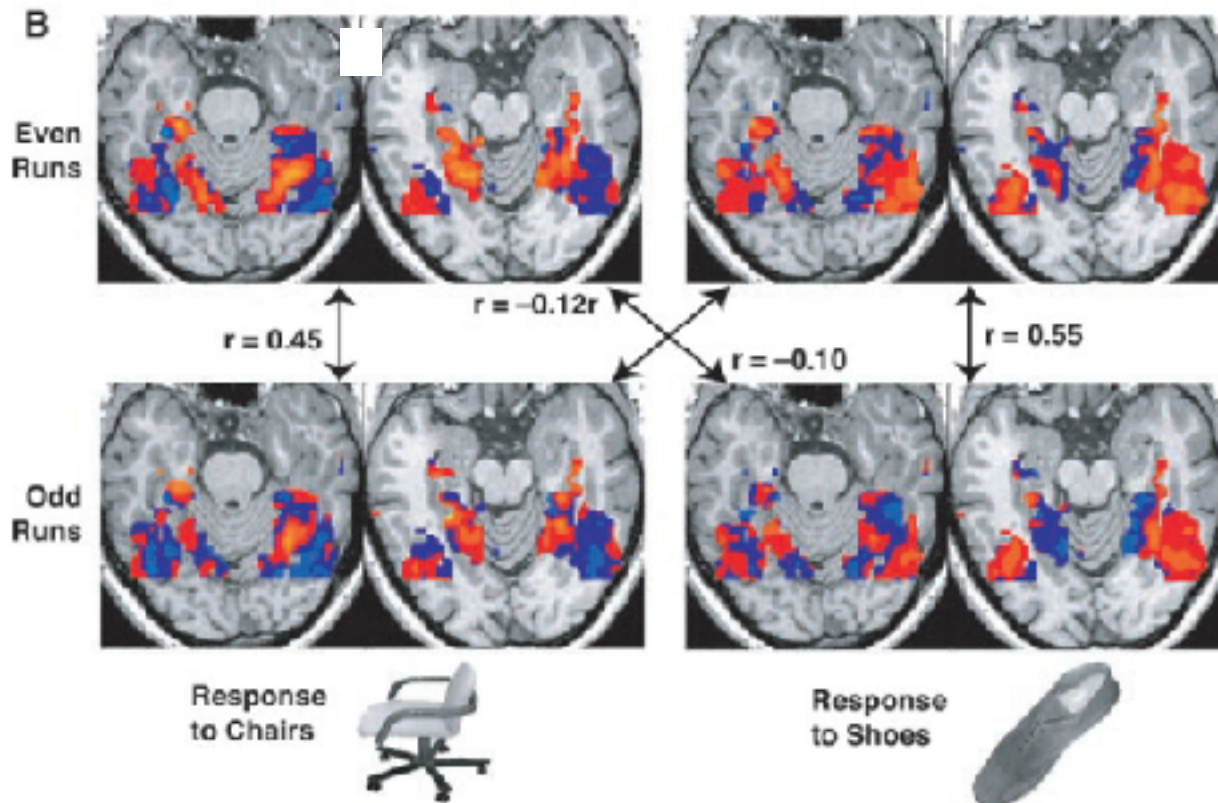 B
Even
Runs
r = 0.45
r = –0.12r
r = –0.10
r = 0.55
Odd
Runs
Response
to Chairs
Response
to Shoes